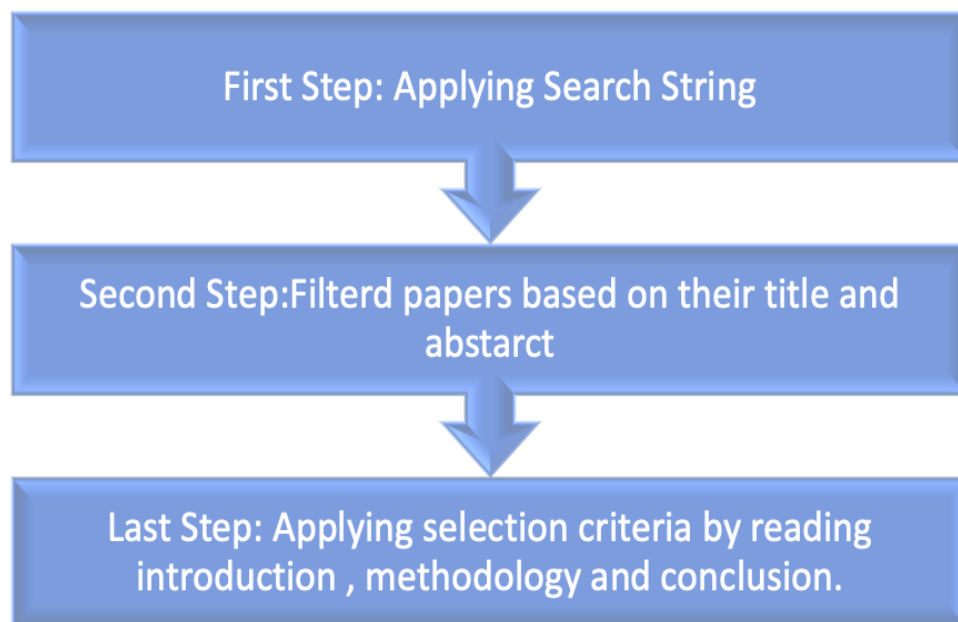 First Step: Applying Search String
Second Step:Filterd papers based on their title and
abstarct
Last Step: Applying selection criteria by reading
introduction , methodology and conclusion.